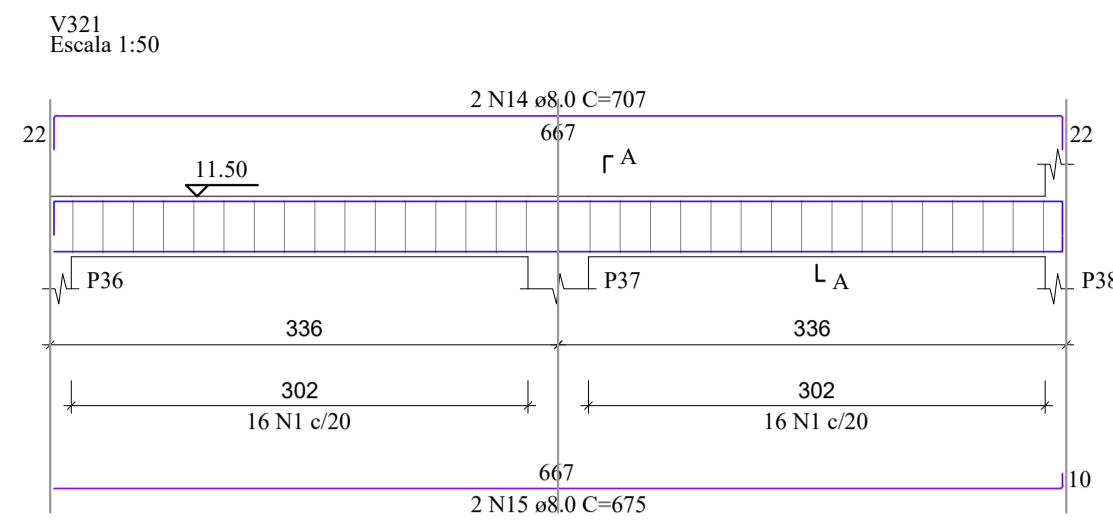 V321
Escala 1:50
2 N14 ø8.0 C=707
22
667
22
A
11.50
P36
P37
A
P38
336
336
302
302
16 N1 c/20
16 N1 c/20
667
10
2 N15 ø8.0 C=675